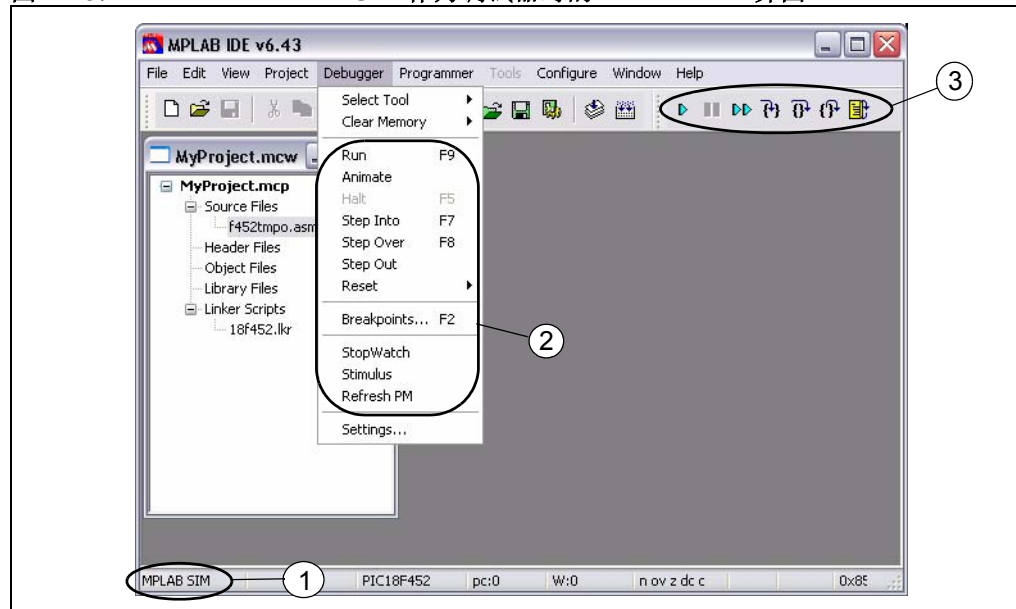 MPLAB IDE v6.43
File Edit View Project Debugger Programmer Tools Configure Window Help
3
Select Tool
Clear Memory
MyProject.mcw
Run F9
Animate
Halt F5
Step Into F7
Step Over F8
Step Out
Reset
Breakpoints... F2
StopWatch
Stimulus
Refresh PM
Settings...
MyProject.mcp
Source Files
f452tmpo.asm
Header Files
Object Files
Library Files
Linker Scripts
18f452.lkr
2
MPLAB SIM
1
PIC18F452 pc:0 W:0 n ov z dc c